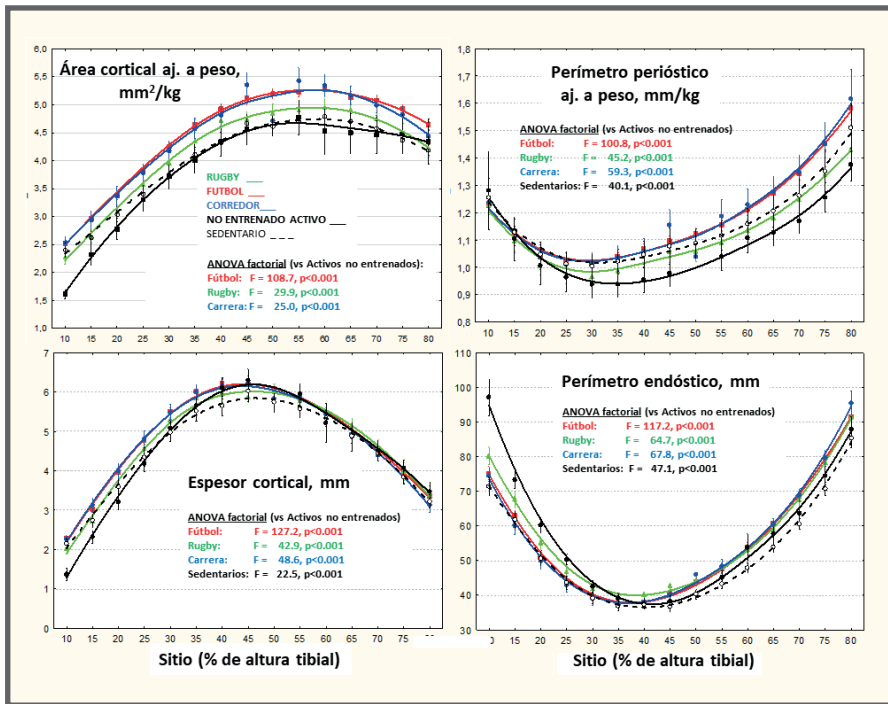 Área cortical aj. a peso,
mm²/kg
6,0
5,5
5,0
4,5
4,0
3,5
3,0
2,5
2,0
1,5
1,0
RUGBY ___
FUTBOL ___
CORREDOR___
NO ENTRENADO ACTIVO ___
SEDENTARIO _ _ _
ANOVA factorial (vs Activos no entrenados):
Fútbol: F = 108.7, p<0.001
Rugby: F = 29.9, p<0.001
Carrera: F = 25.0, p<0.001
10 15 20 25 30 35 40 45 50 55 60 65 70 75 80
Perímetro perióstico
aj. a peso, mm/kg
1,8
1,7
1,6
1,5
1,4
1,3
1,2
1,1
1,0
0,9
0,8
ANOVA factorial (vs Activos no entrenados)
Fútbol: F = 100.8, p<0.001
Rugby: F = 45.2, p<0.001
Carrera: F = 59.3, p<0.001
Sedentarios: F = 40.1, p<0.001
10 15 20 25 30 35 40 45 50 55 60 65 70 75 80
7
6
5
4
3
2
1
0
Espesor cortical, mm
ANOVA factorial (vs Activos no entrenados)
Fútbol: F = 127.2, p<0.001
Rugby: F = 42.9, p<0.001
Carrera: F = 48.6, p<0.001
Sedentarios: F = 22.5, p<0.001
10 15 20 25 30 35 40 45 50 55 60 65 70 75 80
Sitio (% de altura tibial)
110
100
90
80
70
60
50
40
30
Perímetro endóstico, mm
ANOVA factorial (vs Activos no entrenados)
Fútbol: F = 117.2, p<0.001
Rugby: F = 64.7, p<0.001
Carrera: F = 67.8, p<0.001
Sedentarios: F = 47.1, p<0.001
15 20 25 30 35 40 45 50 55 60 65 70 75 80
Sitio (% de altura tibial)